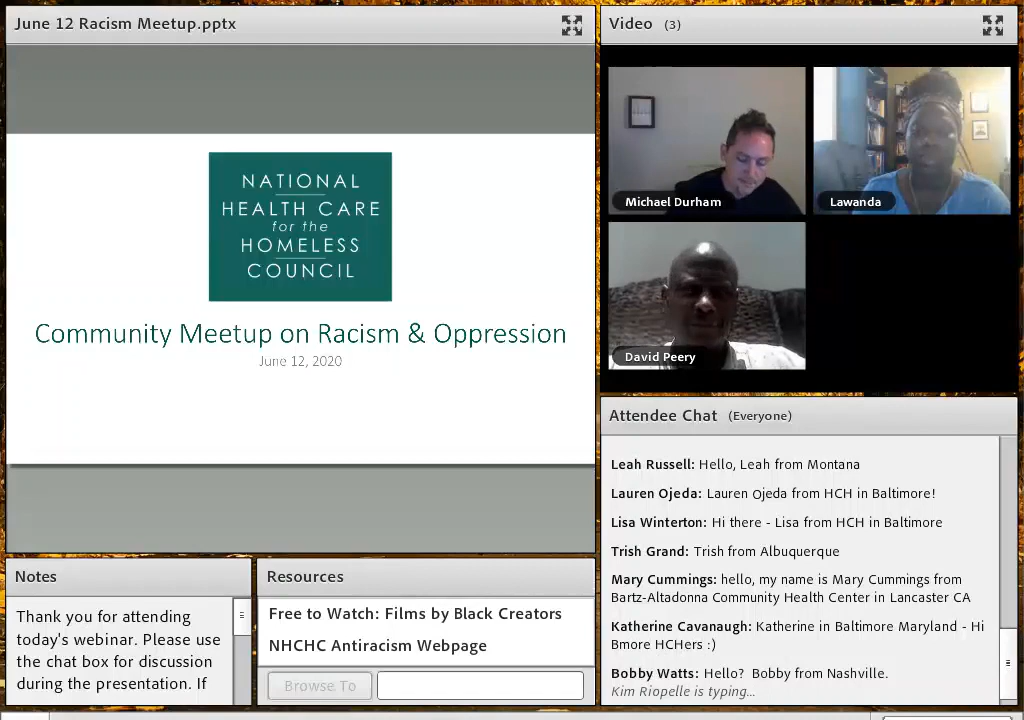 June 12 Racism Meetup.pptx
NATIONAL
HEALTH CARE
for the
HOMELESS
COUNCIL
Community Meetup on Racism & Oppression
June 12, 2020
Video (3)
Michael Durham
Lawanda
David Peery
Attendee Chat (Everyone)
Leah Russell: Hello, Leah from Montana
Lauren Ojeda: Lauren Ojeda from HCH in Baltimore!
Lisa Winterton: Hi there - Lisa from HCH in Baltimore
Trish Grand: Trish from Albuquerque
Mary Cummings: hello, my name is Mary Cummings from
Bartz-Altadonna Community Health Center in Lancaster CA
Katherine Cavanaugh: Katherine in Baltimore Maryland - Hi
Bmore HCHers :)
Bobby Watts: Hello?  Bobby from Nashville.
Kim Riopelle is typing...
Notes
Thank you for attending
today's webinar. Please use
the chat box for discussion
during the presentation. If
Resources
Free to Watch: Films by Black Creators
NHCHC Antiracism Webpage
Browse To